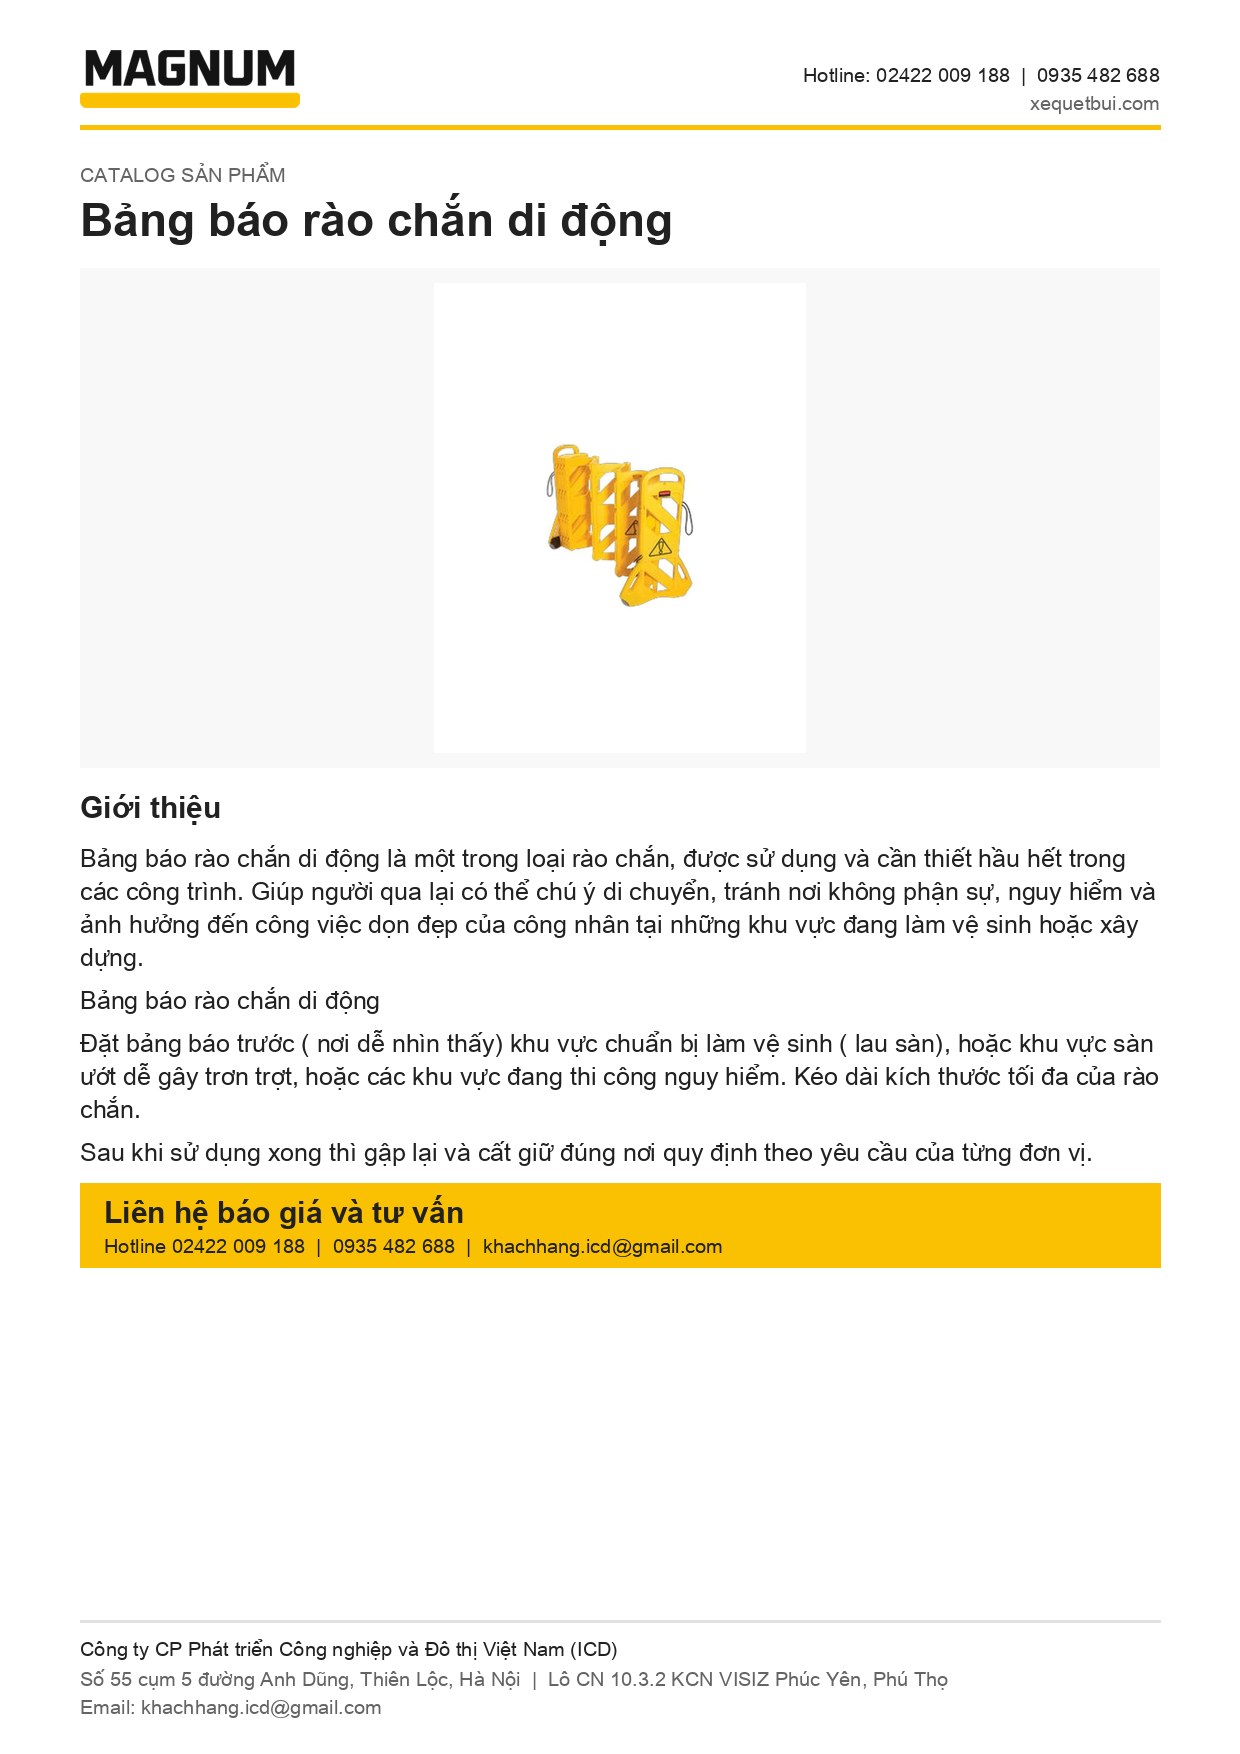 MAGNUM
Hotline: 02422 009 188 | 0935 482 688
xequetbui.com
CATALOG SẢN PHẨM
Bảng báo rào chắn di động
Giới thiệu
Bảng báo rào chắn di động là một trong loại rào chắn, được sử dụng và cần thiết hầu hết trong
các công trình. Giúp người qua lại có thể chú ý di chuyển, tránh nơi không phận sự, nguy hiểm và
ảnh hưởng đến công việc dọn đẹp của công nhân tại những khu vực đang làm vệ sinh hoặc xây
dựng.
Bảng báo rào chắn di động
Đặt bảng báo trước ( nơi dễ nhìn thấy) khu vực chuẩn bị làm vệ sinh ( lau sàn), hoặc khu vực sàn
ướt dễ gây trơn trợt, hoặc các khu vực đang thi công nguy hiểm. Kéo dài kích thước tối đa của rào
chắn.
Sau khi sử dụng xong thì gập lại và cất giữ đúng nơi quy định theo yêu cầu của từng đơn vị.
Liên hệ báo giá và tư vấn
Hotline 02422 009 188 | 0935 482 688 | khachhang.icd@gmail.com
Công ty CP Phát triển Công nghiệp và Đô thị Việt Nam (ICD)
Số 55 cụm 5 đường Anh Dũng, Thiên Lộc, Hà Nội | Lô CN 10.3.2 KCN VISIZ Phúc Yên, Phú Thọ
Email: khachhang.icd@gmail.com